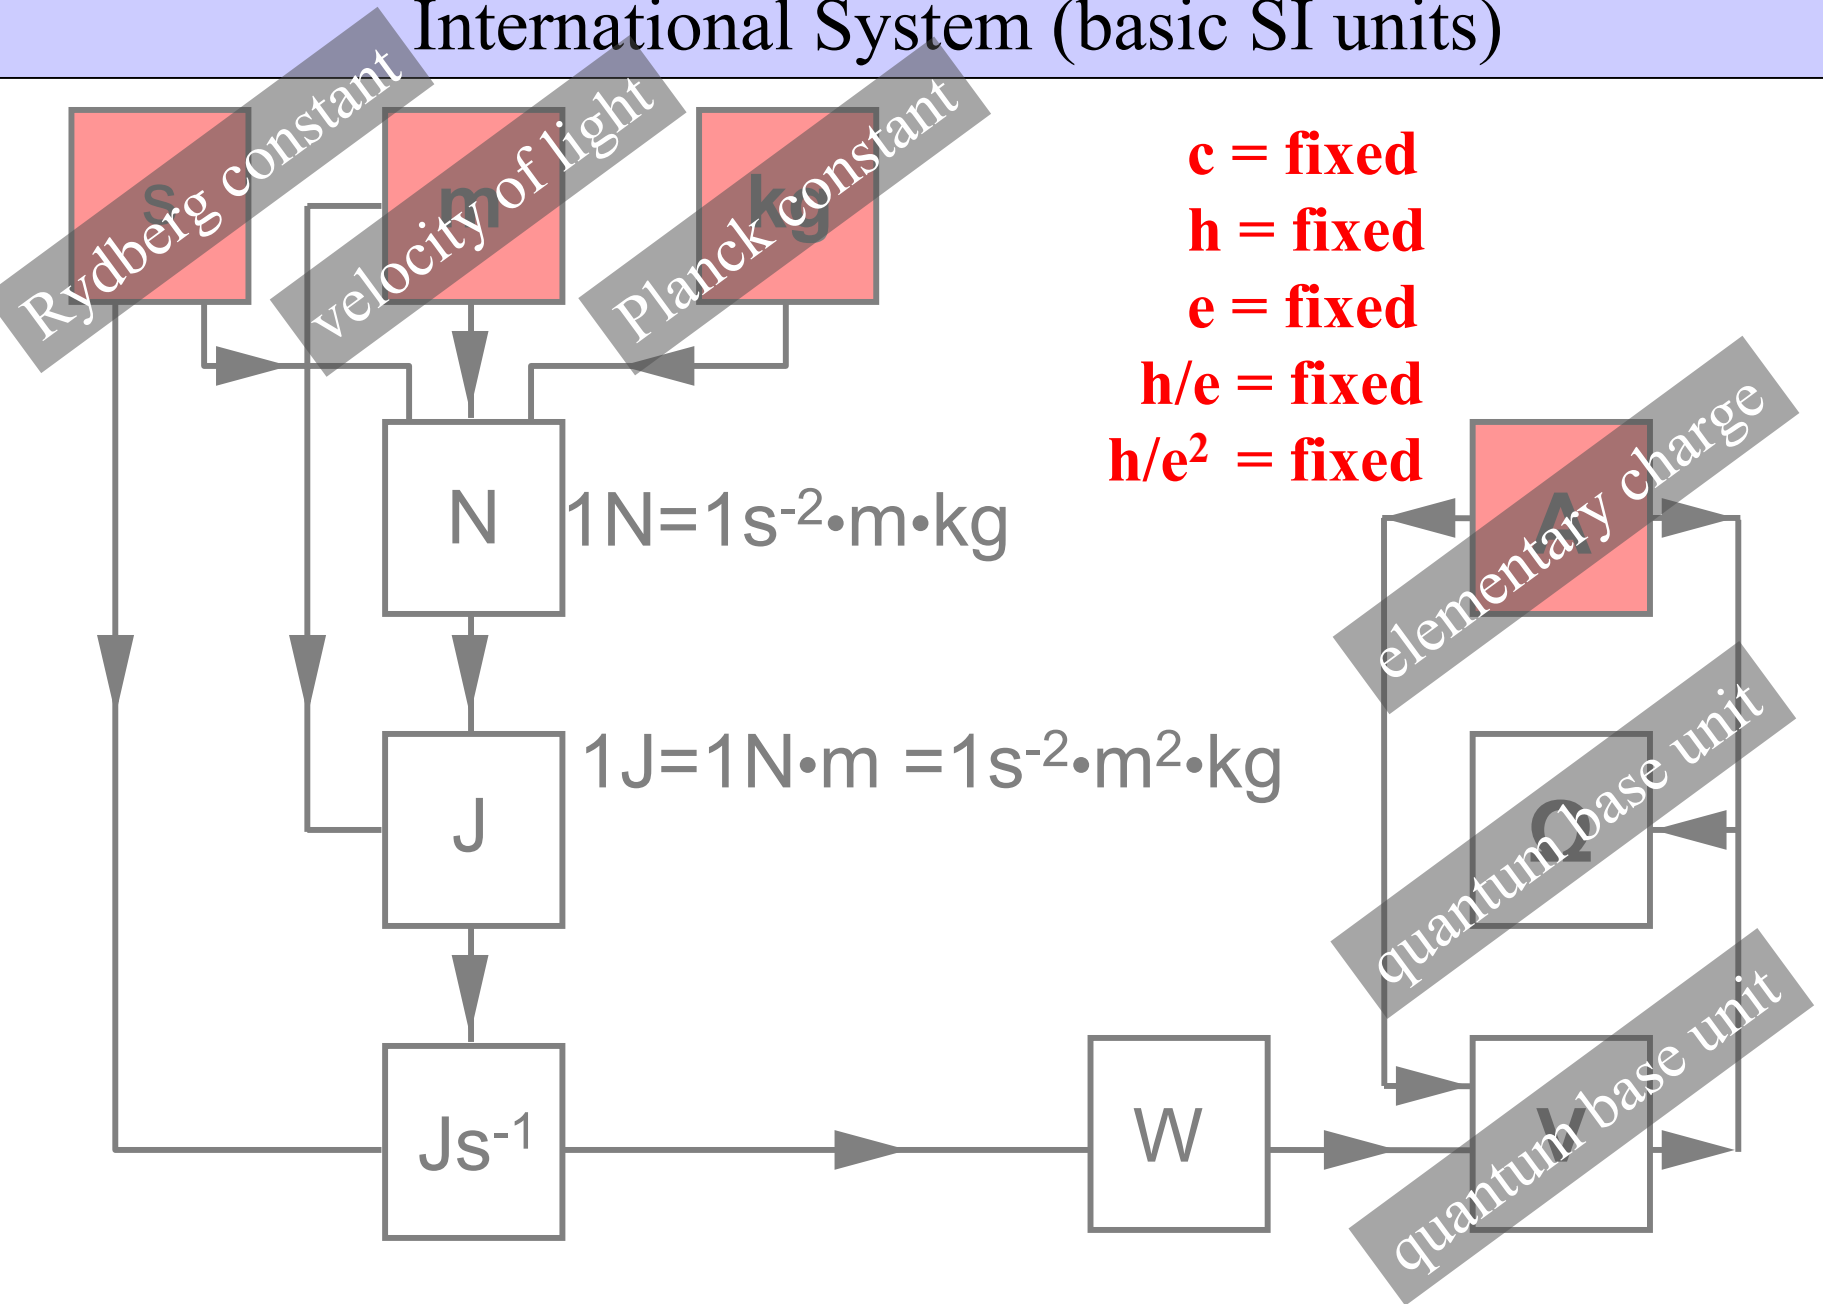 International System (basic SI units)
Rydberg constant
velocity of light
Planck constant
s
m
kg
c = fixed
h = fixed
e = fixed
h/e = fixed
h/e² = fixed
elementary charge
A
N
1N=1s⁻²•m•kg
quantum base unit
Ω
J
1J=1N•m =1s⁻²•m²•kg
quantum base unit
Js⁻¹
W
V